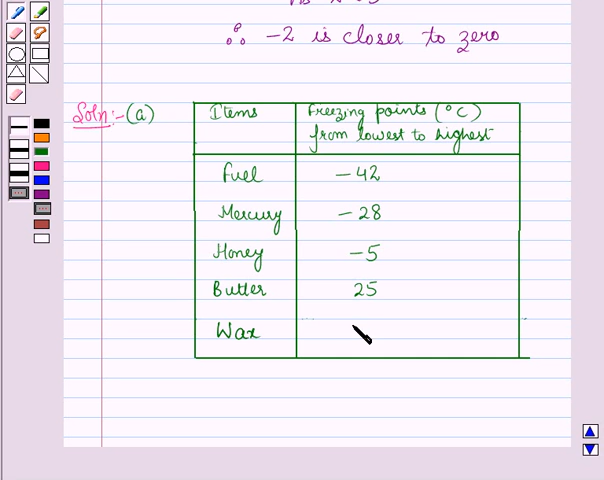 ∴ -2 is closer to zero
Soln:- (a)
Items Freezing points (°C)
from lowest to highest
Fuel -42
Mercury -28
Honey -5
Butter 25
Wax